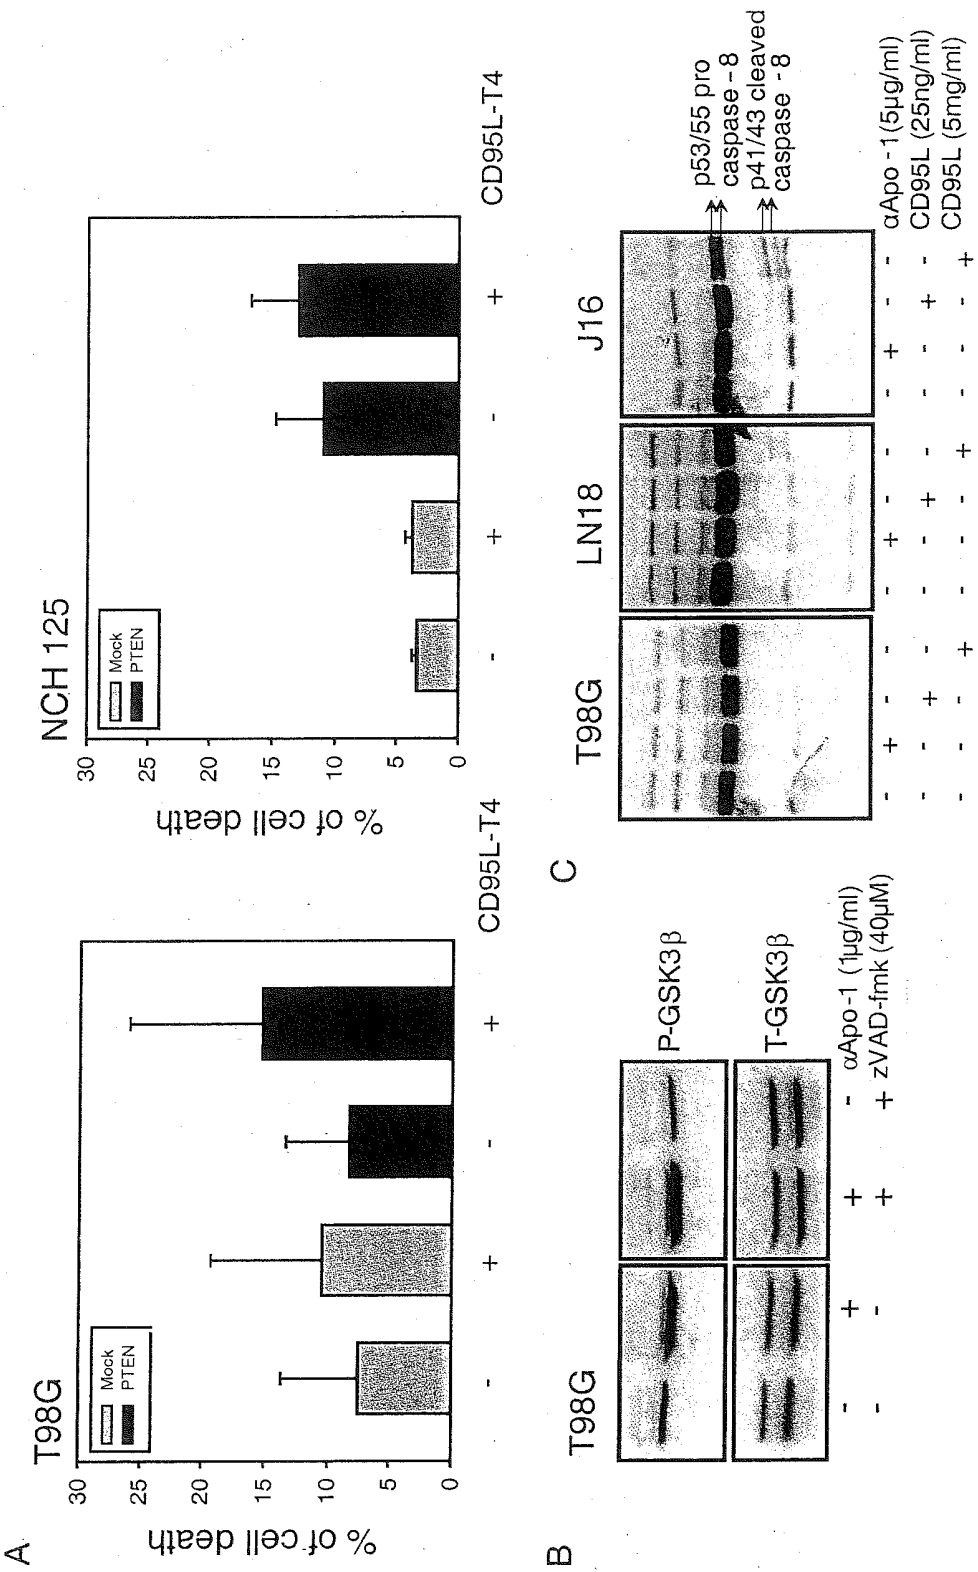 A
T98G
Mock
PTEN
% of cell death
30
25
20
15
10
5
0
- + - + CD95L-T4
NCH 125
Mock
PTEN
% of cell death
30
25
20
15
10
5
0
- + - + CD95L-T4
B
T98G
P-GSK3β
T-GSK3β
- + + - αApo-1 (1μg/ml)
- - + + zVAD-fmk (40μM)
C
T98G LN18 J16
p53/55 pro
caspase - 8
p41/43 cleaved
caspase - 8
- + - - - + - - - + - - αApo -1(5μg/ml)
- - + - - - + - - - + - CD95L (25ng/ml)
- - - + - - - + - - - + CD95L (5mg/ml)